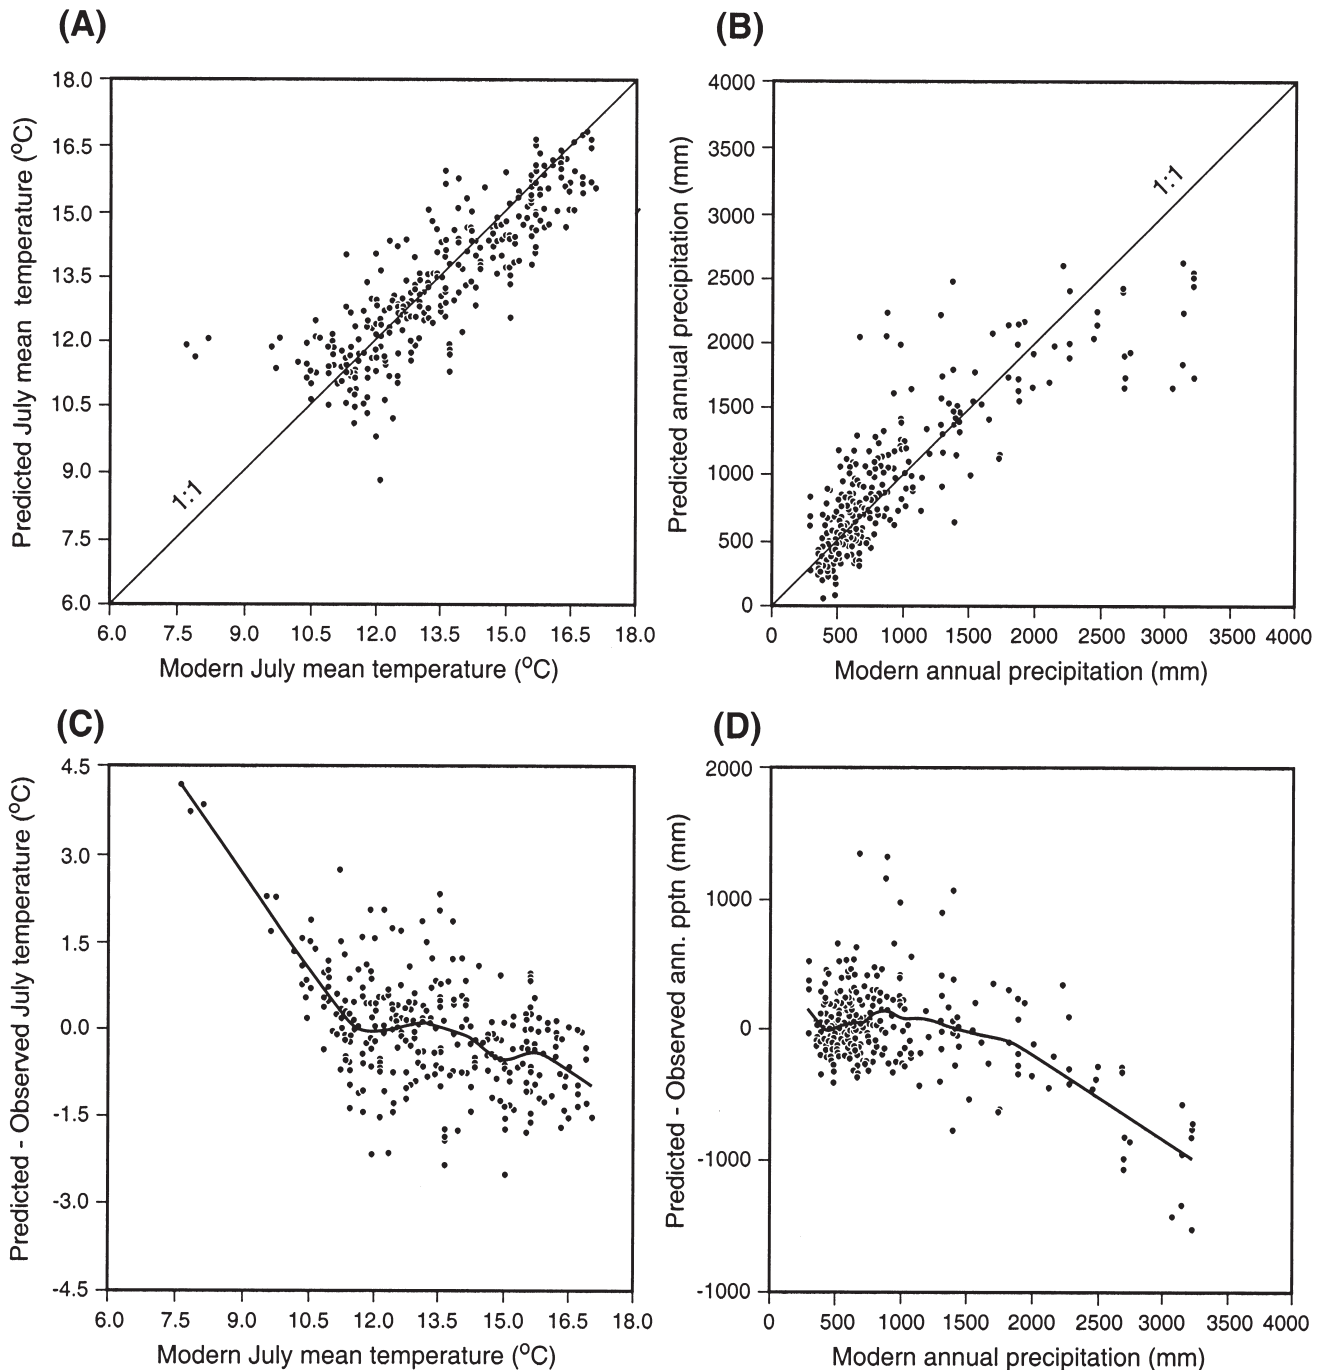 (A)
Predicted July mean temperature (°C)
18.0
16.5
15.0
13.5
12.0
10.5
9.0
7.5
6.0
1:1
6.0 7.5 9.0 10.5 12.0 13.5 15.0 16.5 18.0
Modern July mean temperature (°C)
(B)
Predicted annual precipitation (mm)
4000
3500
3000
2500
2000
1500
1000
500
0
1:1
0 500 1000 1500 2000 2500 3000 3500 4000
Modern annual precipitation (mm)
(C)
Predicted - Observed July temperature (°C)
4.5
3.0
1.5
0.0
-1.5
-3.0
-4.5
6.0 7.5 9.0 10.5 12.0 13.5 15.0 16.5 18.0
Modern July mean temperature (°C)
(D)
Predicted - Observed ann. pptn (mm)
2000
1000
0
-1000
-1000
0 500 1000 1500 2000 2500 3000 3500 4000
Modern annual precipitation (mm)